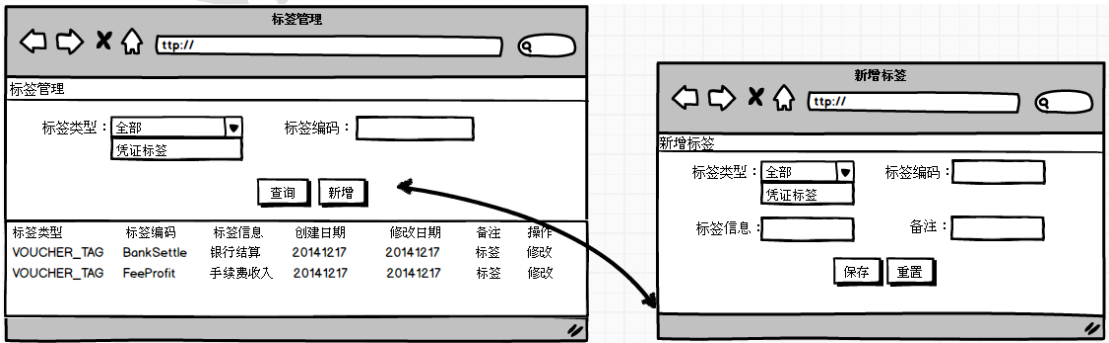 标签管理
ttp://
标签管理
标签类型： 全部 标签编码：
凭证标签
查询 新增
标签类型 标签编码 标签信息 创建日期 修改日期 备注 操作
VOUCHER_TAG BankSettle 银行结算 20141217 20141217 标签 修改
VOUCHER_TAG FeeProfit 手续费收入 20141217 20141217 标签 修改
新增标签
ttp://
新增标签
标签类型： 全部 标签编码：
凭证标签
标签信息： 备注：
保存 重置